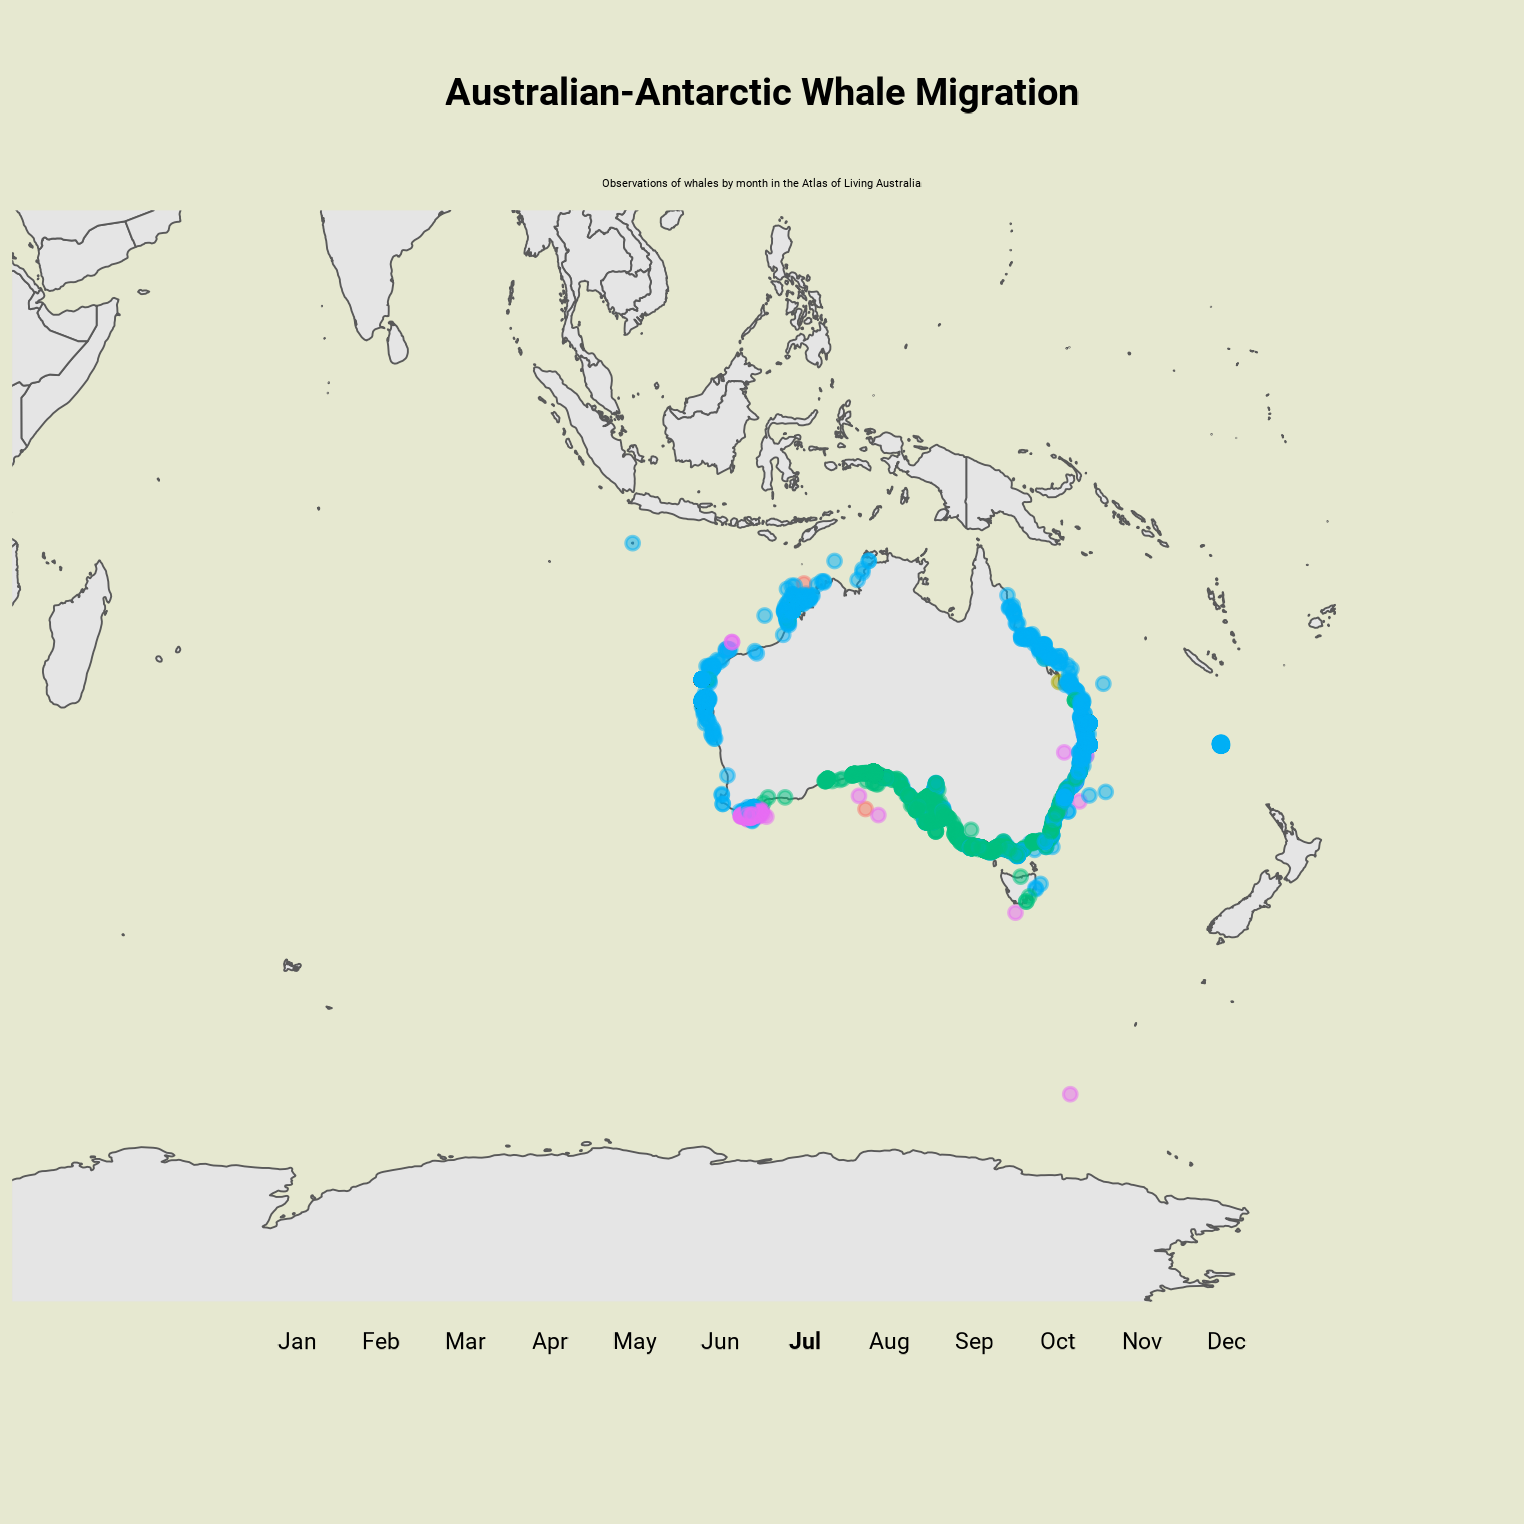 Australian-Antarctic Whale Migration
Observations of whales by month in the Atlas of Living Australia
Jan Feb Mar Apr May Jun Jul Aug Sep Oct Nov Dec